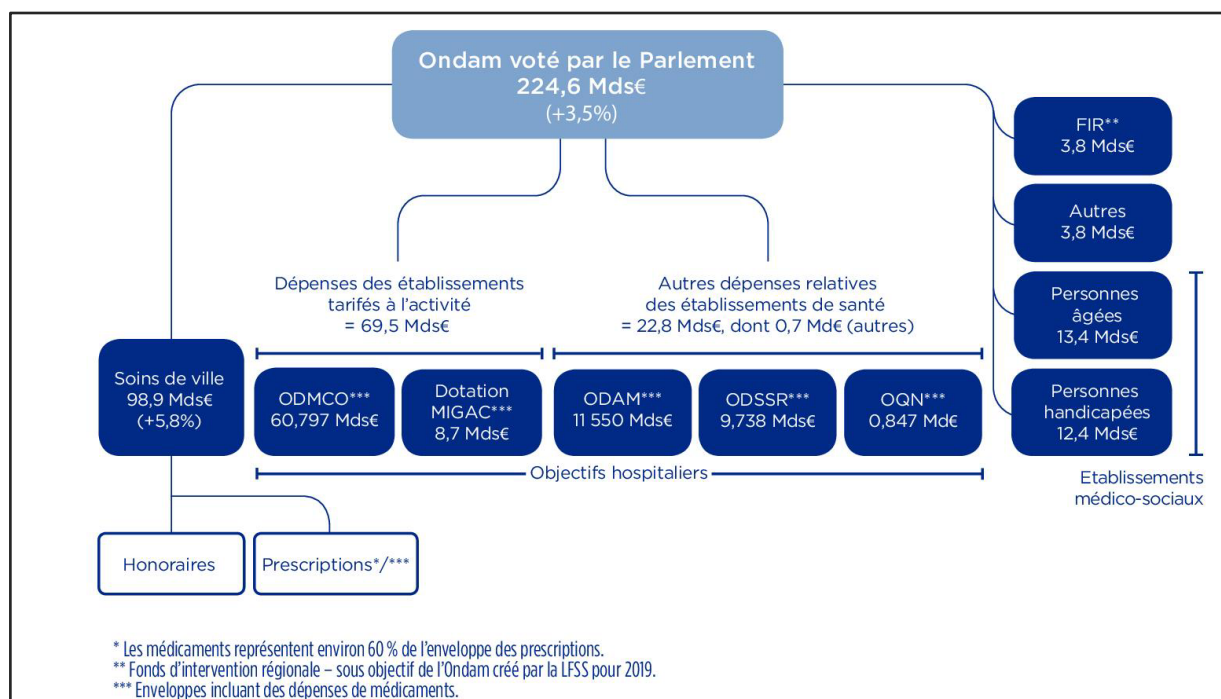 Ondam voté par le Parlement
224,6 Mds€
(+3,5%)
FIR**
3,8 Mds€
Autres
3,8 Mds€
Personnes
âgées
13,4 Mds€
Personnes
handicapées
12,4 Mds€
Etablissements
médico-sociaux
Dépenses des établissements
tarifés à l’activité
= 69,5 Mds€
Autres dépenses relatives
des établissements de santé
= 22,8 Mds€, dont 0,7 Md€ (autres)
Soins de ville
98,9 Mds€
(+5,8%)
ODMCO***
60,797 Mds€
Dotation
MIGAC***
8,7 Mds€
ODAM***
11 550 Mds€
ODSSR***
9,738 Mds€
OQN***
0,847 Md€
Objectifs hospitaliers
Honoraires
Prescriptions*/***
* Les médicaments représentent environ 60 % de l’enveloppe des prescriptions.
** Fonds d’intervention régionale – sous objectif de l’Ondam créé par la LFSS pour 2019.
*** Enveloppes incluant des dépenses de médicaments.